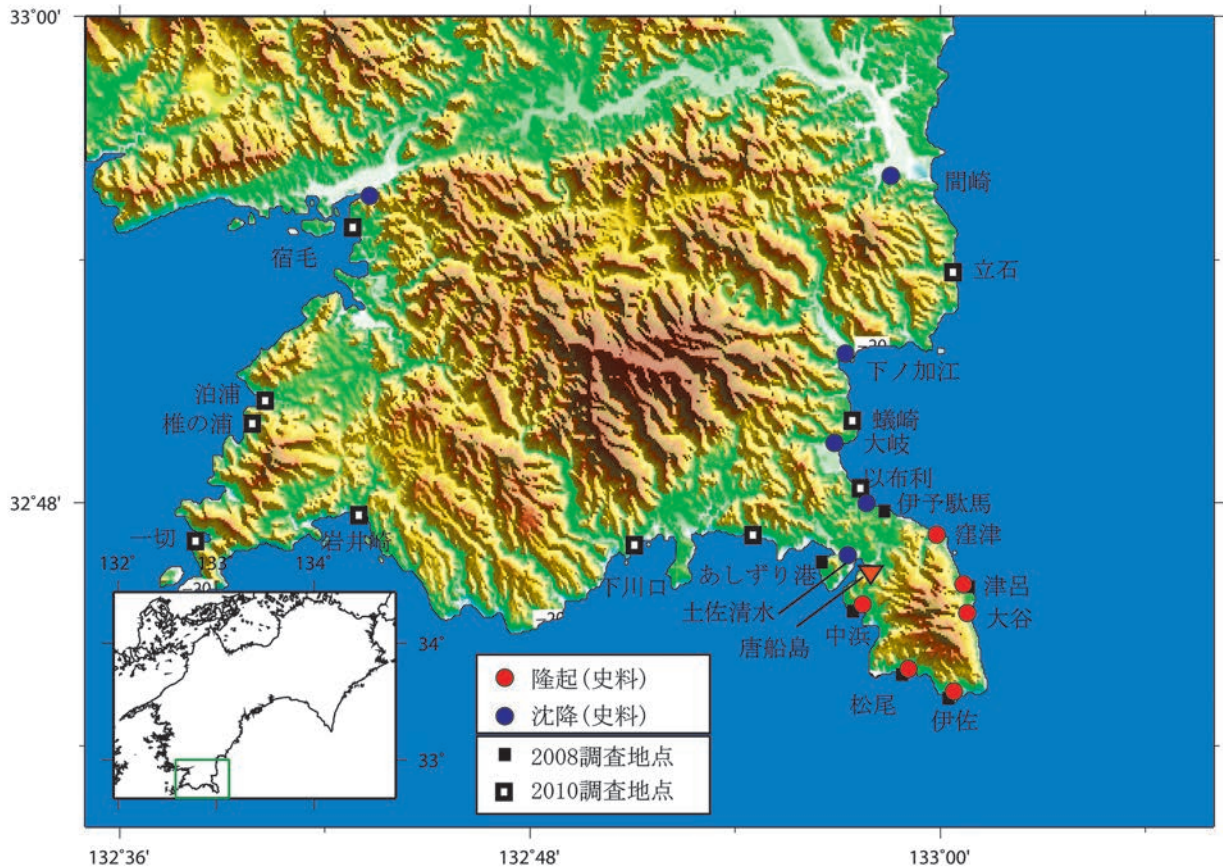 33°00'
間崎
宿毛
立石
-20
下ノ加江
泊浦
椎の浦
蟻崎
大岐
以布利
32°48'
伊予駄馬
一切
岩井崎
窪津
下川口
あしずり港
津呂
土佐清水
大谷
唐船島
中浜
松尾
伊佐
-20
-20
132°
133°
134°
34°
33°
隆起(史料)
沈降(史料)
2008調査地点
2010調査地点
132°36'
132°48'
133°00'